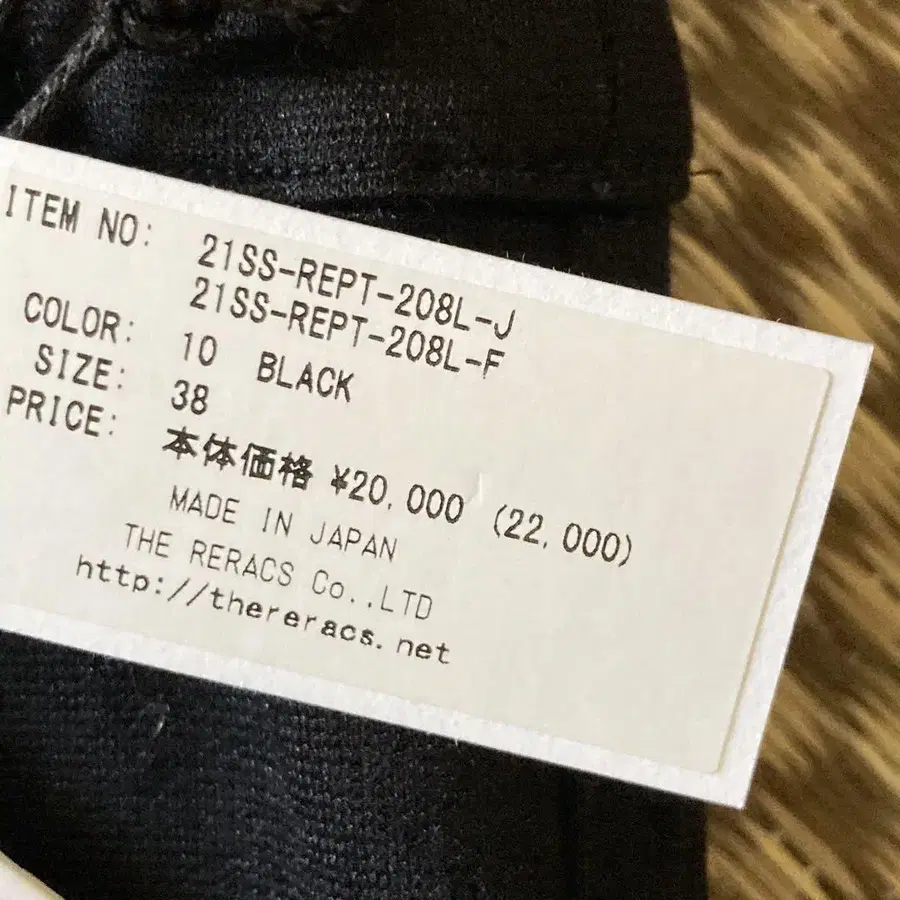 ITEM NO: 21SS-REPT-208L-J
21SS-REPT-208L-F
COLOR: 10 BLACK
SIZE: 38
PRICE: 本体価格 ¥20,000 (22,000)
MADE IN JAPAN
THE RERACS Co.,LTD
http://thereracs.net